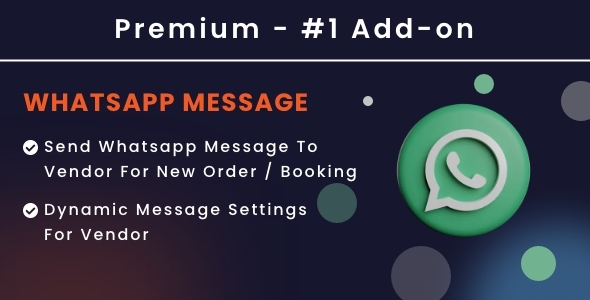 Premium - #1 Add-on
WHATSAPP MESSAGE
Send Whatsapp Message To
Vendor For New Order / Booking
Dynamic Message Settings
For Vendor